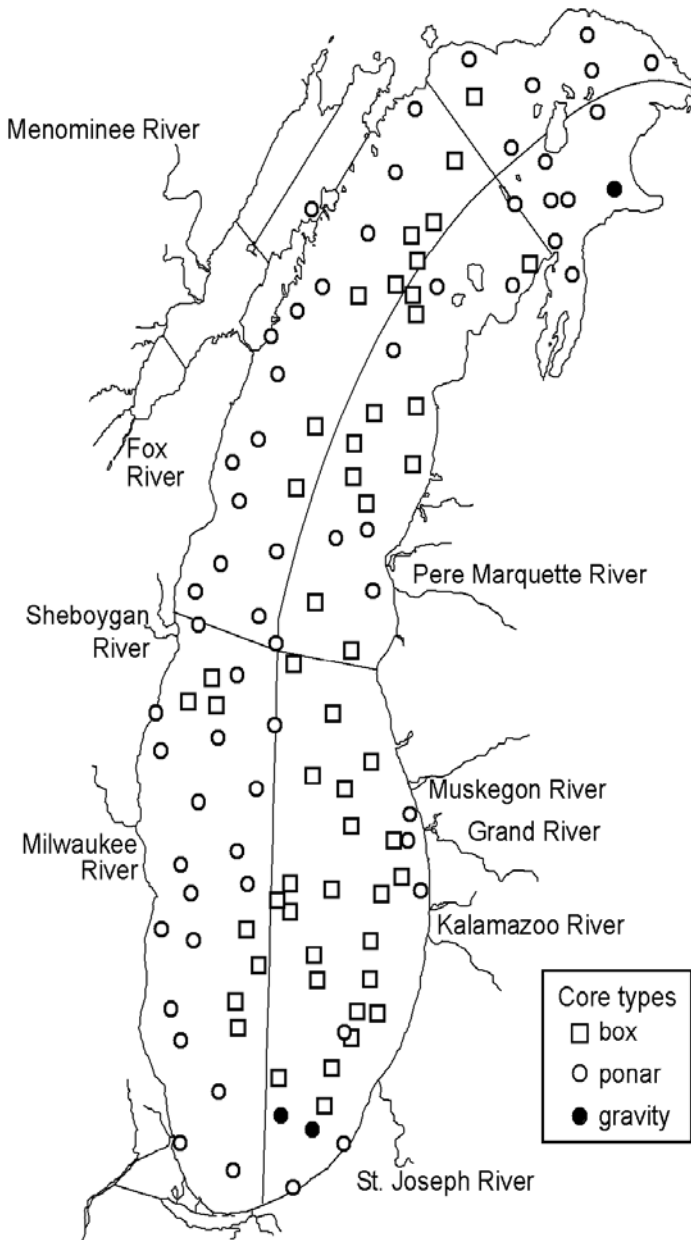 Menominee River
Fox
River
Pere Marquette River
Sheboygan
River
Muskegon River
Grand River
Milwaukee
River
Kalamazoo River
Core types
box
ponar
gravity
St. Joseph River